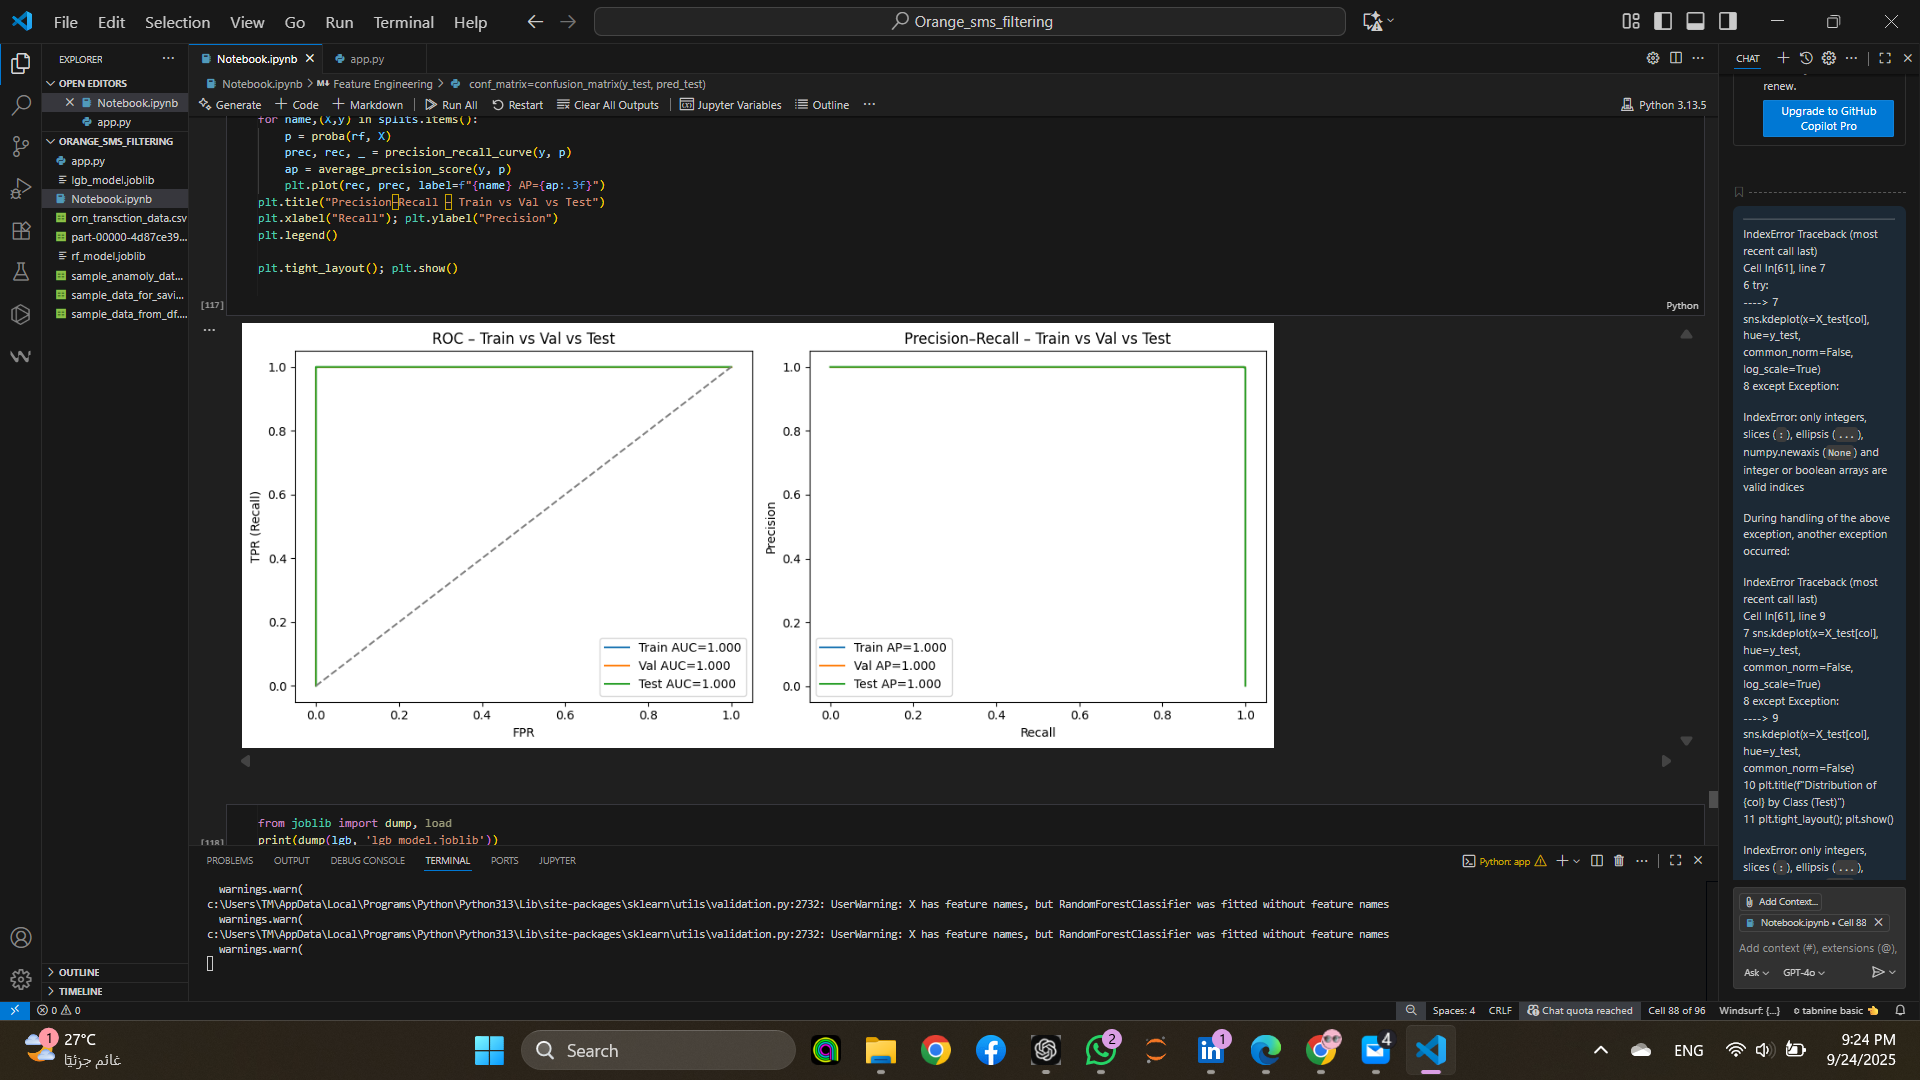 File Edit Selection View Go Run Terminal Help
Orange_sms_filtering
EXPLORER
OPEN EDITORS
Notebook.ipynb
app.py
ORANGE_SMS_FILTERING
app.py
lgb_model.joblib
Notebook.ipynb
orn_transction_data.csv
part-00000-4d87ce39...
rf_model.joblib
sample_anamoly_dat...
sample_data_for_savi...
sample_data_from_df....
OUTLINE
TIMELINE
Notebook.ipynb
app.py
Notebook.ipynb > Feature Engineering > conf_matrix=confusion_matrix(y_test, pred_test)
Generate + Code + Markdown Run All Restart Clear All Outputs Jupyter Variables Outline ...
Python 3.13.5
for name,(X,y) in splits.items():
p = proba(rf, X)
prec, rec, _ = precision_recall_curve(y, p)
ap = average_precision_score(y, p)
plt.plot(rec, prec, label=f"{name} AP={ap:.3f}")
plt.title("Precision–Recall – Train vs Val vs Test")
plt.xlabel("Recall"); plt.ylabel("Precision")
plt.legend()
plt.tight_layout(); plt.show()
[117]
Python
ROC – Train vs Val vs Test
1.0
0.8
0.6
0.4
0.2
0.0
TPR (Recall)
Train AUC=1.000
Val AUC=1.000
Test AUC=1.000
0.0 0.2 0.4 0.6 0.8 1.0
FPR
Precision–Recall – Train vs Val vs Test
1.0
0.8
0.6
0.4
0.2
0.0
Precision
Train AP=1.000
Val AP=1.000
Test AP=1.000
0.0 0.2 0.4 0.6 0.8 1.0
Recall
from joblib import dump, load
print(dump(lgb, 'lgb_model.joblib'))
[118]
PROBLEMS OUTPUT DEBUG CONSOLE TERMINAL PORTS JUPYTER
Python: app
warnings.warn(
c:\Users\TM\AppData\Local\Programs\Python\Python313\Lib\site-packages\sklearn\utils\validation.py:2732: UserWarning: X has feature names, but RandomForestClassifier was fitted without feature names
warnings.warn(
c:\Users\TM\AppData\Local\Programs\Python\Python313\Lib\site-packages\sklearn\utils\validation.py:2732: UserWarning: X has feature names, but RandomForestClassifier was fitted without feature names
warnings.warn(
CHAT
renew.
Upgrade to GitHub
Copilot Pro
IndexError Traceback (most
recent call last)
Cell In[61], line 7
6 try:
----> 7
sns.kdeplot(x=X_test[col],
hue=y_test,
common_norm=False,
log_scale=True)
8 except Exception:
IndexError: only integers,
slices (:), ellipsis (...),
numpy.newaxis (None) and
integer or boolean arrays are
valid indices
During handling of the above
exception, another exception
occurred:
IndexError Traceback (most
recent call last)
Cell In[61], line 9
7 sns.kdeplot(x=X_test[col],
hue=y_test,
common_norm=False,
log_scale=True)
8 except Exception:
----> 9
sns.kdeplot(x=X_test[col],
hue=y_test,
common_norm=False)
10 plt.title(f"Distribution of
{col} by Class (Test)")
11 plt.tight_layout(); plt.show()
IndexError: only integers,
slices (:), ellipsis (...),
Add Context...
Notebook.ipynb • Cell 88
Add context (#), extensions (@),
Ask GPT-4o
0 0
Spaces: 4 CRLF Chat quota reached Cell 88 of 96 Windsurf: {...} tabnine basic
1
27°C
غائم جزئيًا
Search
2
1
4
ENG
9:24 PM
9/24/2025